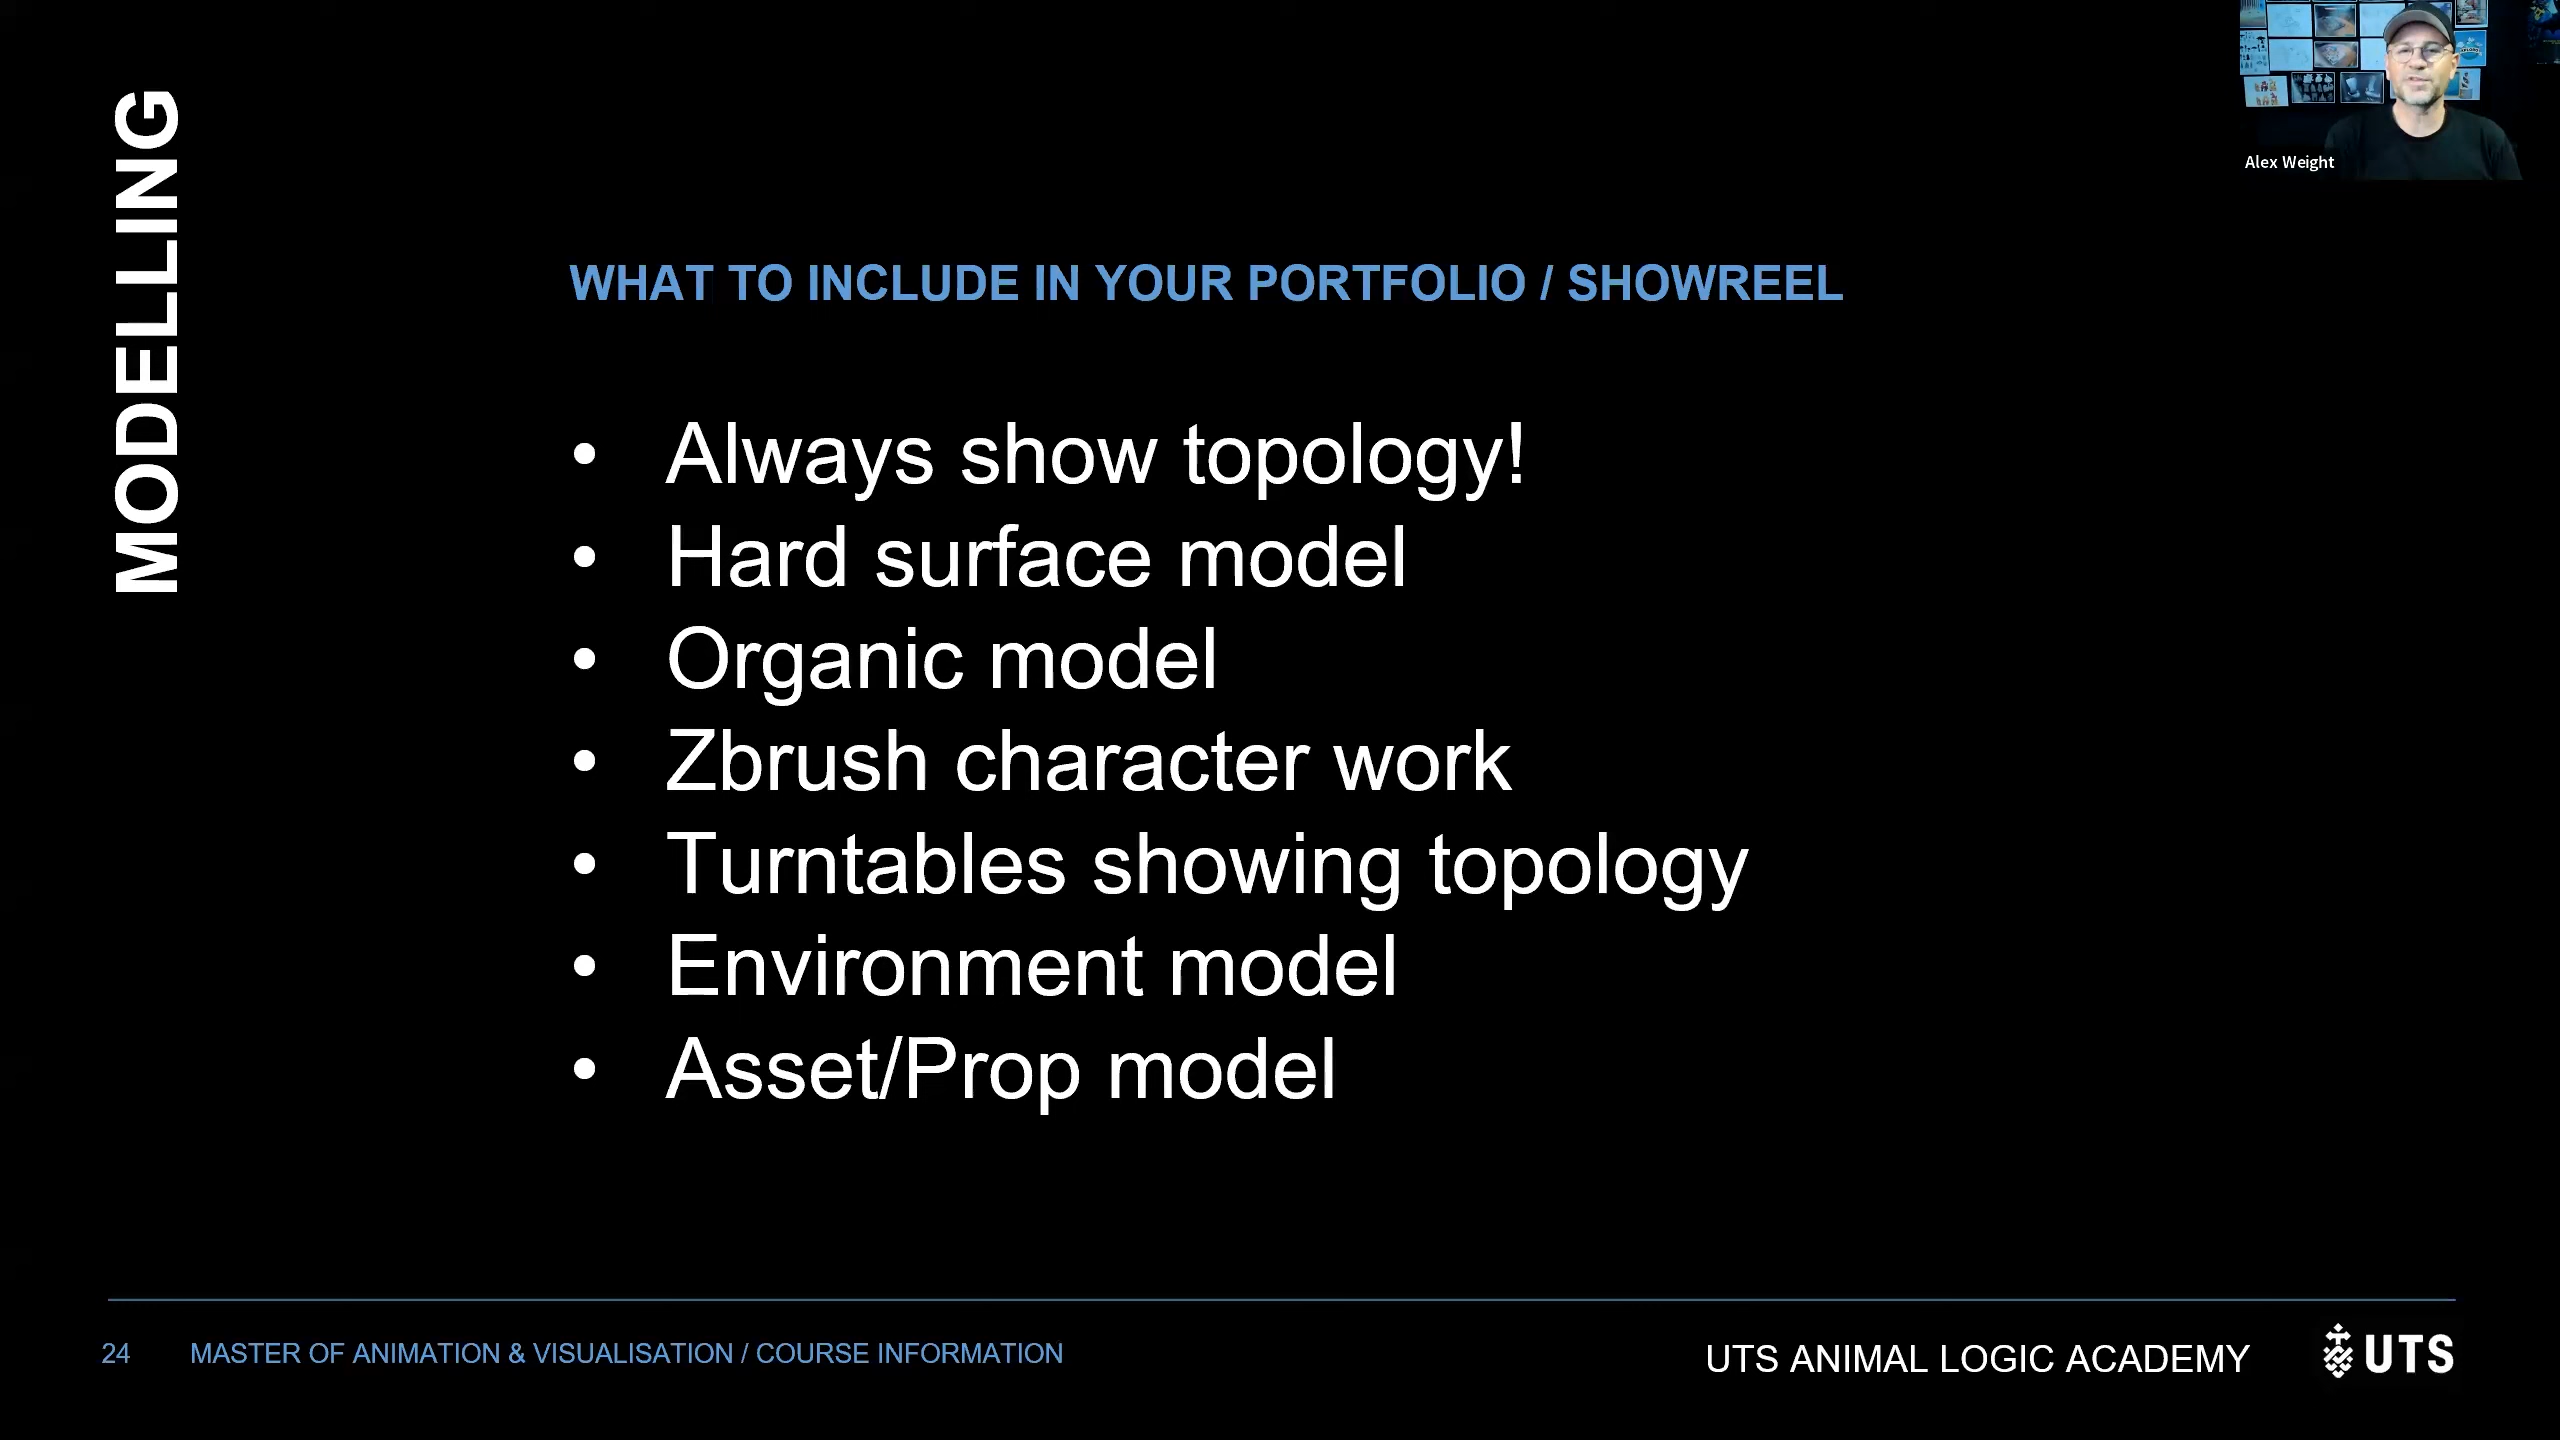 MODELLING
Alex Weight
WHAT TO INCLUDE IN YOUR PORTFOLIO / SHOWREEL
• Always show topology!
• Hard surface model
• Organic model
• Zbrush character work
• Turntables showing topology
• Environment model
• Asset/Prop model
24 MASTER OF ANIMATION & VISUALISATION / COURSE INFORMATION
UTS ANIMAL LOGIC ACADEMY
UTS